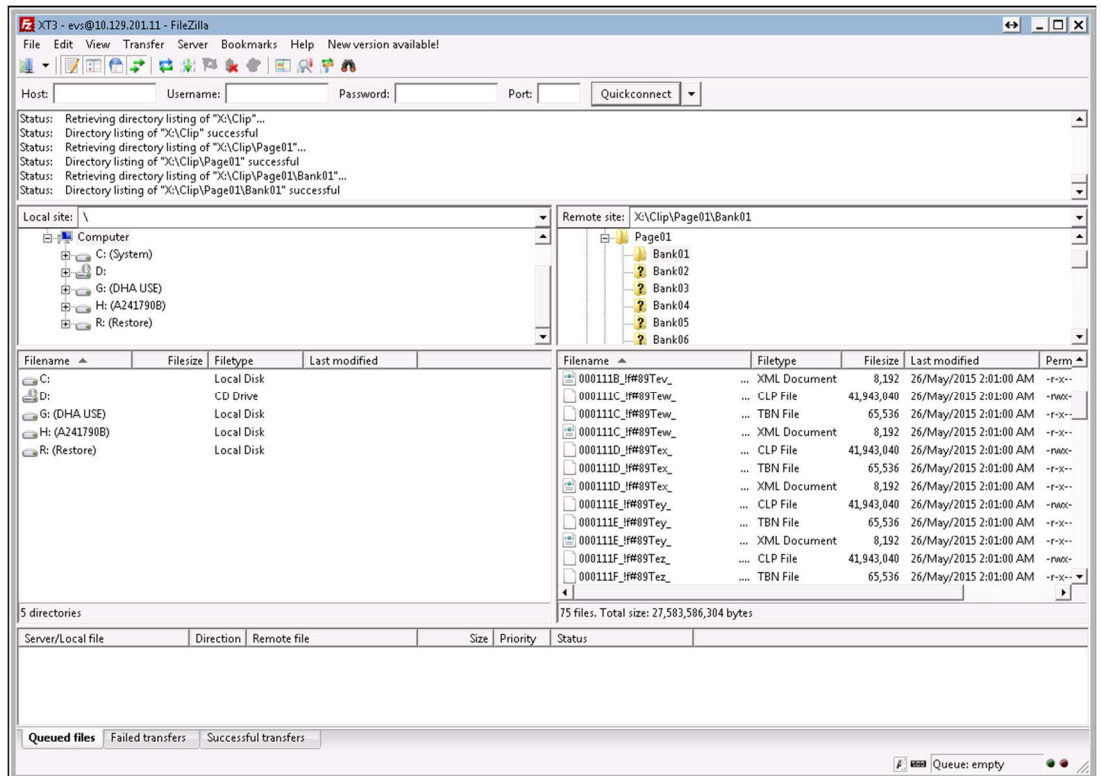 XT3 - evs@10.129.201.11 - FileZilla
File Edit View Transfer Server Bookmarks Help New version available!
Host: Username: Password: Port: Quickconnect
Status: Retrieving directory listing of "X:\Clip"...
Status: Directory listing of "X:\Clip" successful
Status: Retrieving directory listing of "X:\Clip\Page01"...
Status: Directory listing of "X:\Clip\Page01" successful
Status: Retrieving directory listing of "X:\Clip\Page01\Bank01"...
Status: Directory listing of "X:\Clip\Page01\Bank01" successful
Local site: \
Computer
C: (System)
D:
G: (DHA USE)
H: (A241790B)
R: (Restore)
Filename Filesize Filetype Last modified
C: Local Disk
D: CD Drive
G: (DHA USE) Local Disk
H: (A241790B) Local Disk
R: (Restore) Local Disk
5 directories
Remote site: X:\Clip\Page01\Bank01
Page01
Bank01
Bank02
Bank03
Bank04
Bank05
Bank06
Filename Filetype Filesize Last modified Perm
000111B_!f#89Tev_ ... XML Document 8,192 26/May/2015 2:01:00 AM -r-x--
000111C_!f#89Tew_ ... CLP File 41,943,040 26/May/2015 2:01:00 AM -rwx-
000111C_!f#89Tew_ ... TBN File 65,536 26/May/2015 2:01:00 AM -r-x--
000111C_!f#89Tew_ ... XML Document 8,192 26/May/2015 2:01:00 AM -r-x--
000111D_!f#89Tex_ ... CLP File 41,943,040 26/May/2015 2:01:00 AM -rwx-
000111D_!f#89Tex_ ... TBN File 65,536 26/May/2015 2:01:00 AM -r-x--
000111D_!f#89Tex_ ... XML Document 8,192 26/May/2015 2:01:00 AM -r-x--
000111E_!f#89Tey_ ... CLP File 41,943,040 26/May/2015 2:01:00 AM -rwx-
000111E_!f#89Tey_ ... TBN File 65,536 26/May/2015 2:01:00 AM -r-x--
000111E_!f#89Tey_ ... XML Document 8,192 26/May/2015 2:01:00 AM -r-x--
000111F_!f#89Tez_ .... CLP File 41,943,040 26/May/2015 2:01:00 AM -rwx-
000111F_!f#89Tez_ .... TBN File 65,536 26/May/2015 2:01:00 AM -r-x--
75 files. Total size: 27,583,586,304 bytes
Server/Local file Direction Remote file Size Priority Status
Queued files Failed transfers Successful transfers
Queue: empty